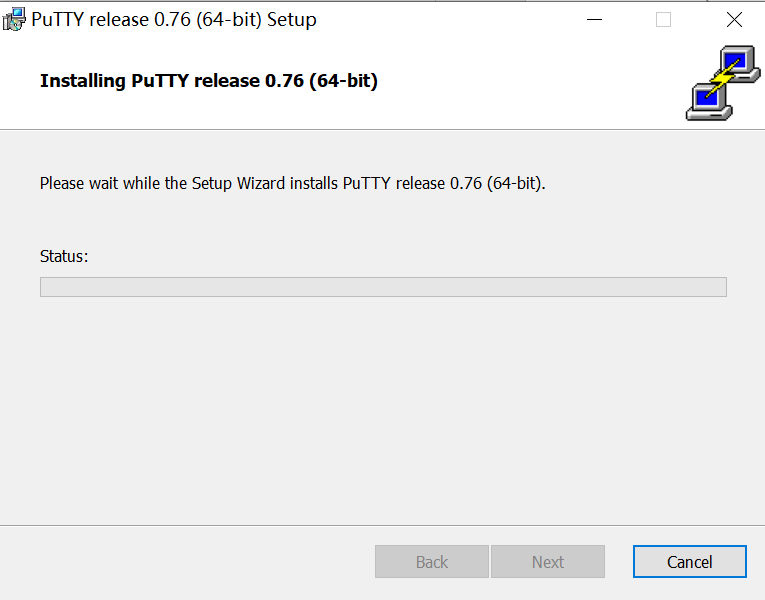 PuTTY release 0.76 (64-bit) Setup
Installing PuTTY release 0.76 (64-bit)
Please wait while the Setup Wizard installs PuTTY release 0.76 (64-bit).
Status:
Back
Next
Cancel